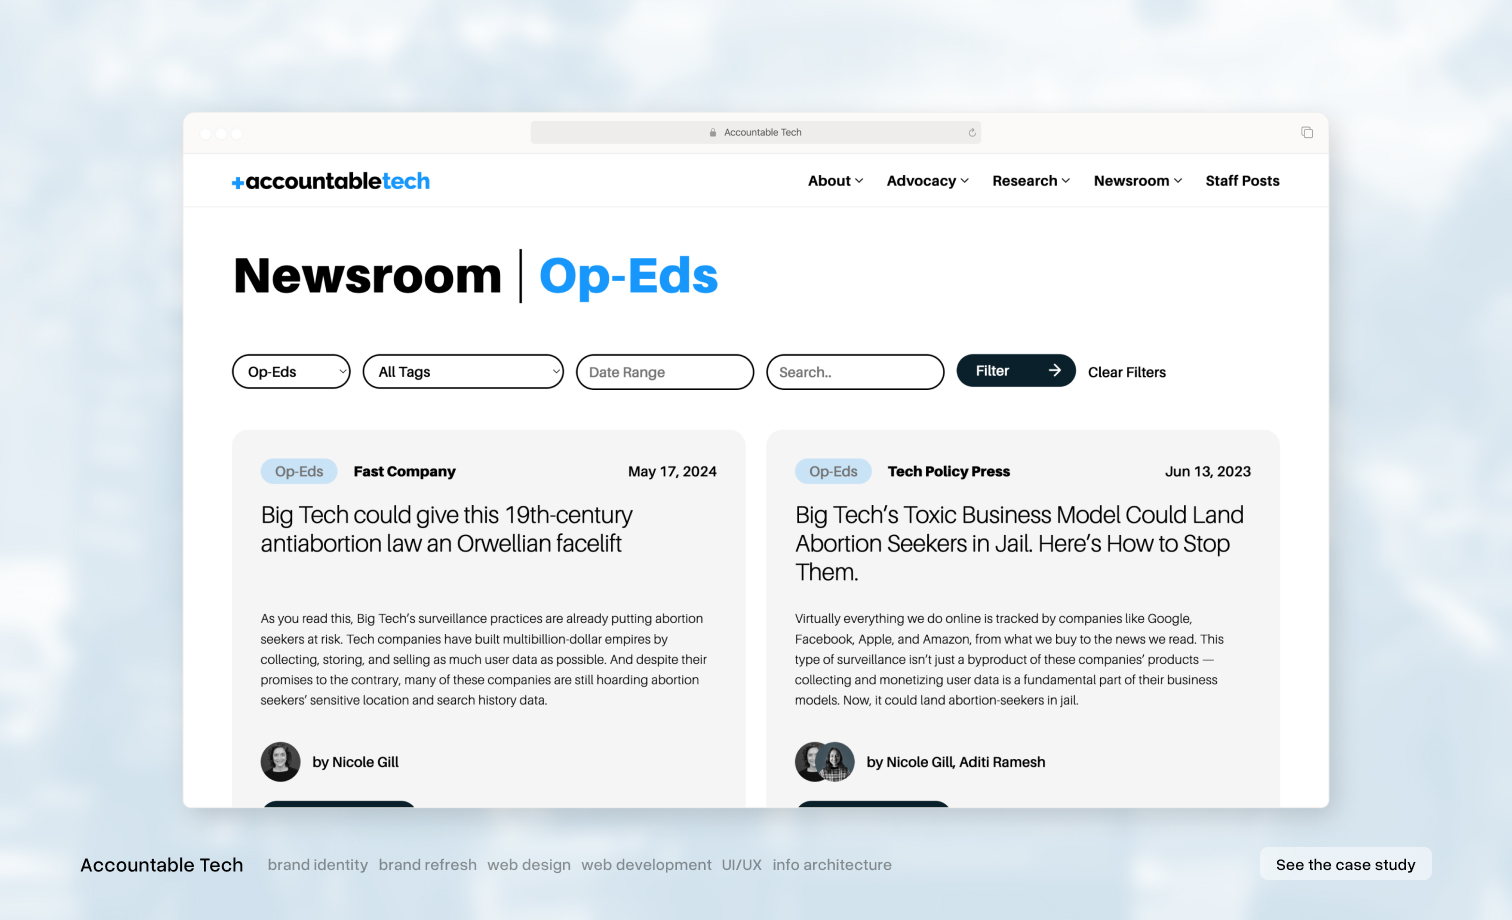 Accountable Tech
+accountabletech
About Advocacy Research Newsroom Staff Posts
Newsroom | Op-Eds
Op-Eds All Tags Date Range Search.. Filter Clear Filters
Op-Eds Fast Company May 17, 2024
Big Tech could give this 19th-century
antiabortion law an Orwellian facelift
As you read this, Big Tech’s surveillance practices are already putting abortion
seekers at risk. Tech companies have built multibillion-dollar empires by
collecting, storing, and selling as much user data as possible. And despite their
promises to the contrary, many of these companies are still hoarding abortion
seekers’ sensitive location and search history data.
by Nicole Gill
Op-Eds Tech Policy Press Jun 13, 2023
Big Tech’s Toxic Business Model Could Land
Abortion Seekers in Jail. Here’s How to Stop
Them.
Virtually everything we do online is tracked by companies like Google,
Facebook, Apple, and Amazon, from what we buy to the news we read. This
type of surveillance isn’t just a byproduct of these companies’ products —
collecting and monetizing user data is a fundamental part of their business
models. Now, it could land abortion-seekers in jail.
by Nicole Gill, Aditi Ramesh
Accountable Tech brand identity brand refresh web design web development UI/UX info architecture
See the case study